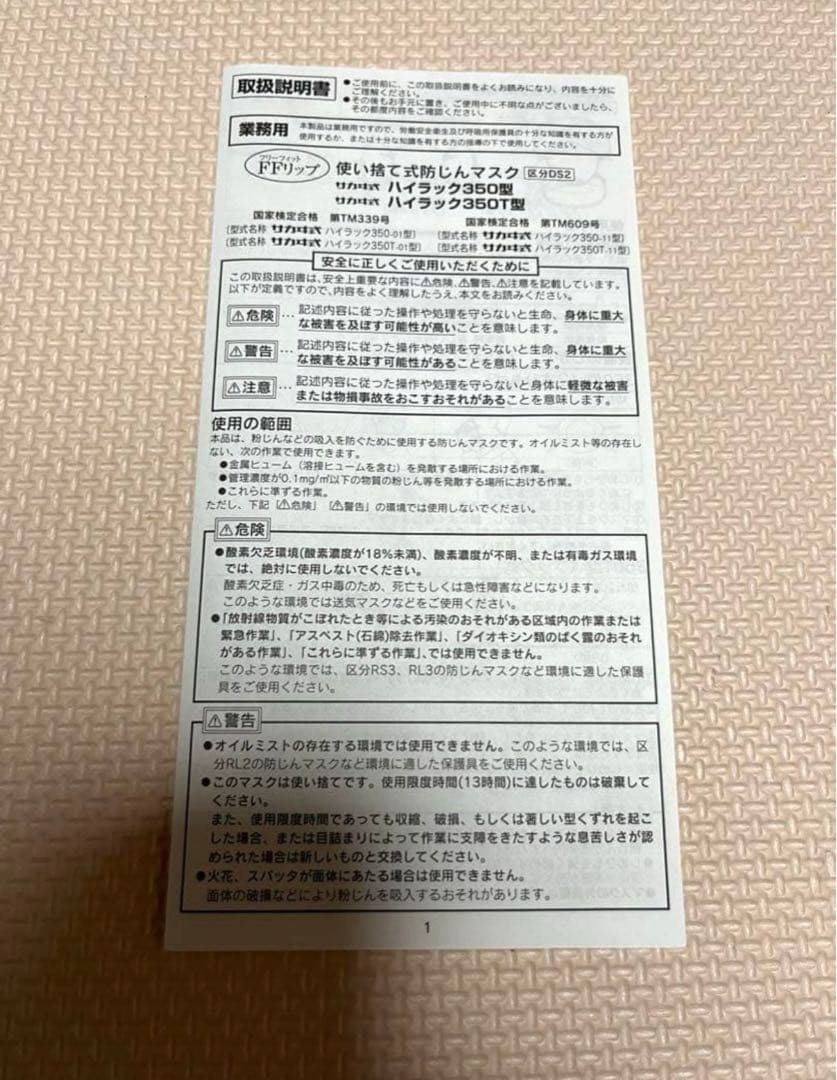 取扱説明書
●ご使用前に、この取扱説明書をよくお読みになり、内容を十分に
ご理解ください。
●その後もお手元に置き、ご使用中に不明な点がございましたら、
その都度内容をご確認ください。
業務用
本製品は業務用ですので、労働安全衛生及び呼吸用保護具の十分な知識を有する方が
使用するか、または十分な知識を有する方の指導の下で使用してください。
フリーフィット
FFリップ
使い捨て式防じんマスク 区分DS2
サカヰ式 ハイラック350型
サカヰ式 ハイラック350T型
国家検定合格 第TM339号
国家検定合格 第TM609号
〔型式名称 サカヰ式 ハイラック350-01型〕
〔型式名称 サカヰ式 ハイラック350-11型〕
〔型式名称 サカヰ式 ハイラック350T-01型〕
〔型式名称 サカヰ式 ハイラック350T-11型〕
安全に正しくご使用いただくために
この取扱説明書は、安全上重要な内容に⚠危険、⚠警告、⚠注意を記載しています。
以下が定義ですので、内容をよく理解したうえ、本文をお読みください。
⚠危険 … 記述内容に従った操作や処理を守らないと生命、身体に重大
な被害を及ぼす可能性が高いことを意味します。
⚠警告 … 記述内容に従った操作や処理を守らないと生命、身体に重大
な被害を及ぼす可能性があることを意味します。
⚠注意 … 記述内容に従った操作や処理を守らないと身体に軽微な被害
または物損事故をおこすおそれがあることを意味します。
使用の範囲
本品は、粉じんなどの吸入を防ぐために使用する防じんマスクです。オイルミスト等の存在し
ない、次の作業で使用できます。
●金属ヒューム(溶接ヒュームを含む)を発散する場所における作業。
●管理濃度が0.1mg/㎥以下の物質の粉じん等を発散する場所における作業。
●これらに準ずる作業。
ただし、下記「⚠危険」「⚠警告」の環境では使用しないでください。
⚠危険
●酸素欠乏環境(酸素濃度が18%未満)、酸素濃度が不明、または有毒ガス環境
では、絶対に使用しないでください。
酸素欠乏症・ガス中毒のため、死亡もしくは急性障害などになります。
このような環境では送気マスクなどをご使用ください。
●「放射線物質がこぼれたとき等による汚染のおそれがある区域内の作業または
緊急作業」、「アスベスト(石綿)除去作業」、「ダイオキシン類のばく露のおそれ
がある作業」、「これらに準ずる作業」、では使用できません。
このような環境では、区分RS3、RL3の防じんマスクなど環境に適した保護
具をご使用ください。
⚠警告
●オイルミストの存在する環境では使用できません。このような環境では、区
分RL2の防じんマスクなど環境に適した保護具をご使用ください。
●このマスクは使い捨てです。使用限度時間(13時間)に達したものは破棄して
ください。
また、使用限度時間であっても収縮、破損、もしくは著しい型くずれを起こ
した場合、または目詰まりによって作業に支障をきたすような息苦しさが認
められた場合は新しいものと交換してください。
●火花、スパッタが面体にあたる場合は使用できません。
面体の破損などにより粉じんを吸入するおそれがあります。
1